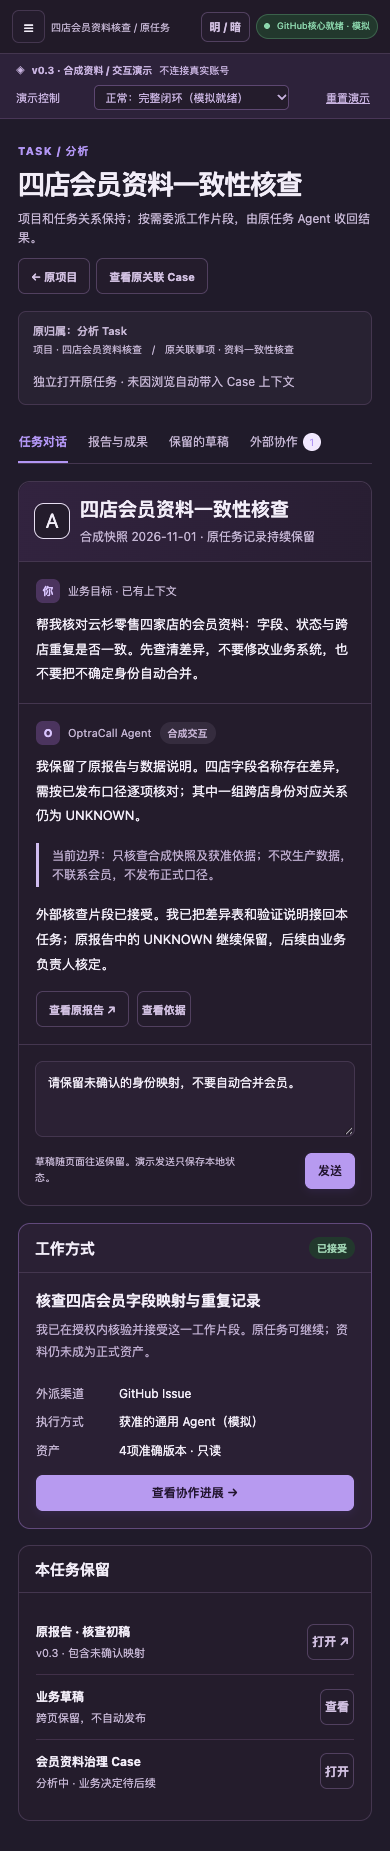 ☰ 四店会员资料核查 / 原任务 明 / 暗 GitHub核心就绪 · 模拟
◈ v0.3 · 合成资料 / 交互演示 不连接真实账号
演示控制 正常：完整闭环（模拟就绪） 重置演示
TASK / 分析
四店会员资料一致性核查
项目和任务关系保持；按需委派工作片段，由原任务 Agent 收回结
果。
← 原项目 查看原关联 Case
原归属：分析 Task
项目 · 四店会员资料核查 / 原关联事项 · 资料一致性核查
独立打开原任务 · 未因浏览自动带入 Case 上下文
任务对话 报告与成果 保留的草稿 外部协作 1
A 四店会员资料一致性核查
合成快照 2026-11-01 · 原任务记录持续保留
你 业务目标 · 已有上下文
帮我核对云杉零售四家店的会员资料：字段、状态与跨
店重复是否一致。先查清差异，不要修改业务系统，也
不要把不确定身份自动合并。
O OptraCall Agent 合成交互
我保留了原报告与数据说明。四店字段名称存在差异，
需按已发布口径逐项核对；其中一组跨店身份对应关系
仍为 UNKNOWN。
当前边界：只核查合成快照及获准依据；不改生产数据，
不联系会员，不发布正式口径。
外部核查片段已接受。我已把差异表和验证说明接回本
任务；原报告中的 UNKNOWN 继续保留，后续由业务
负责人核定。
查看原报告 ↗ 查看依据
请保留未确认的身份映射，不要自动合并会员。
草稿随页面往返保留。演示发送只保存本地状
态。
发送
工作方式 已接受
核查四店会员字段映射与重复记录
我已在授权内核验并接受这一工作片段。原任务可继续；资
料仍未成为正式资产。
外派渠道 GitHub Issue
执行方式 获准的通用 Agent（模拟）
资产 4项准确版本 · 只读
查看协作进展 →
本任务保留
原报告 · 核查初稿
v0.3 · 包含未确认映射
打开 ↗
业务草稿
跨页保留，不自动发布
查看
会员资料治理 Case
分析中 · 业务决定待后续
打开